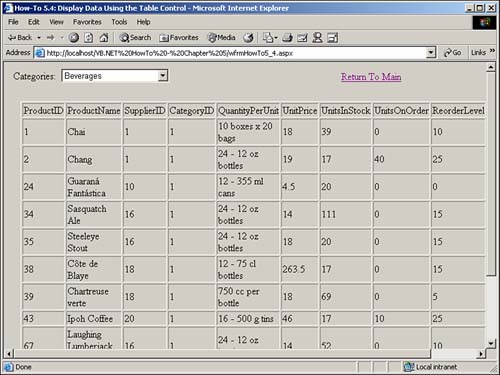 How-To 5.4: Display Data Using the Table Control - Microsoft Internet Explorer
File Edit View Favorites Tools Help
Back Search Favorites Media
Address http://localhost/VB.NET%20HowTo%20-%20Chapter%205/wfrmHowTo5_4.aspx Go Links »
Categories: Beverages Return To Main
ProductID ProductName SupplierID CategoryID QuantityPerUnit UnitPrice UnitsInStock UnitsOnOrder ReorderLevel
1 Chai 1 1 10 boxes x 20 bags 18 39 0 10
2 Chang 1 1 24 - 12 oz bottles 19 17 40 25
24 Guaraná Fantástica 10 1 12 - 355 ml cans 4.5 20 0 0
34 Sasquatch Ale 16 1 24 - 12 oz bottles 14 111 0 15
35 Steeleye Stout 16 1 24 - 12 oz bottles 18 20 0 15
38 Côte de Blaye 18 1 12 - 75 cl bottles 263.5 17 0 15
39 Chartreuse verte 18 1 750 cc per bottle 18 69 0 5
43 Ipoh Coffee 20 1 16 - 500 g tins 46 17 10 25
67 Laughing Lumberjack 16 1 24 - 12 oz 14 52 0 10
Done Local intranet